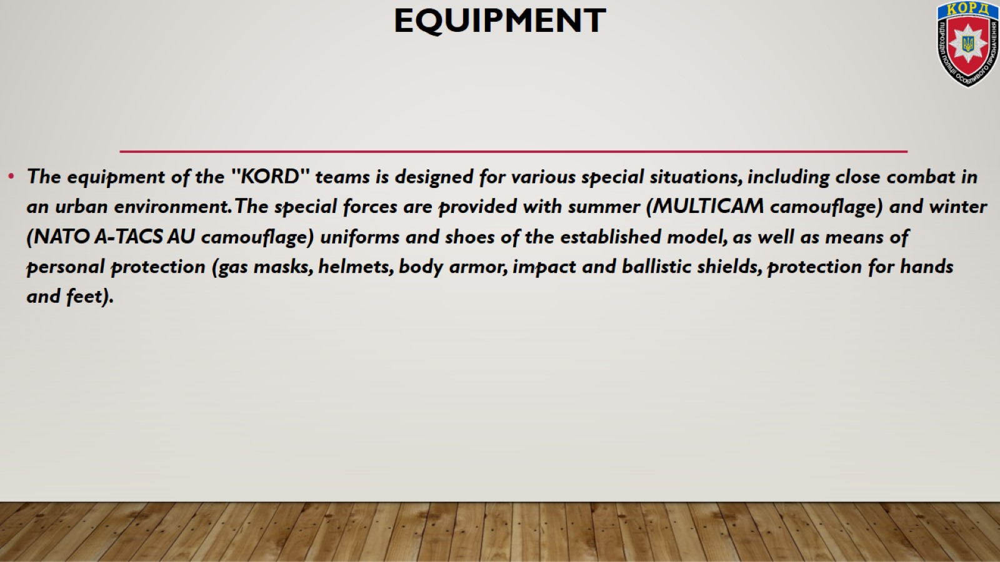 EQUIPMENT
КОРД
ПІДРОЗДІЛ ПОЛІЦІЇ ОСОБЛИВОГО ПРИЗНАЧЕННЯ
• The equipment of the "KORD" teams is designed for various special situations, including close combat in
an urban environment. The special forces are provided with summer (MULTICAM camouflage) and winter
(NATO A-TACS AU camouflage) uniforms and shoes of the established model, as well as means of
personal protection (gas masks, helmets, body armor, impact and ballistic shields, protection for hands
and feet).